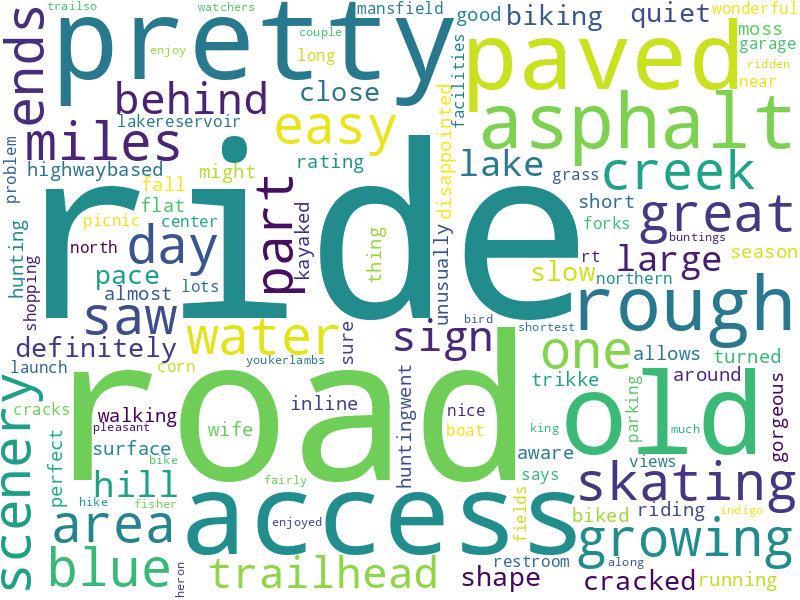 trailso
watchers
mansfield
good
biking
quiet
wonderful
pretty
couple
enjoy
long
ends
paved
moss
garage
ridden
near
behind
close
facilities
disappointed
lakereservoir
miles
easy
asphalt
problem
highwaybased
rating
might
fall
flat
lake
grass
creek
ride
part
kayaked
picnic
center
day
thing
unusually
short
forks
great
buntings
north
hunting
shopping
pace
lots
almost
rt
slow
large
season
northern
saw
water
sign
bird
shortest
rough
definitely
sure
youkerlambs
one
allows
turned
launch
corn
trikke
around
gorgeous
scenery
cracks
walking
pleasant
inline
huntingwent
nice
boat
road
wife
king
old
parking
much
surface
perfect
bike
aware
says
views
hill
hike
fisher
fairly
access
fields
skating
biked
riding
indigo
area
enjoyed
growing
along
blue
heron
trailhead
restroom
shape
cracked
running